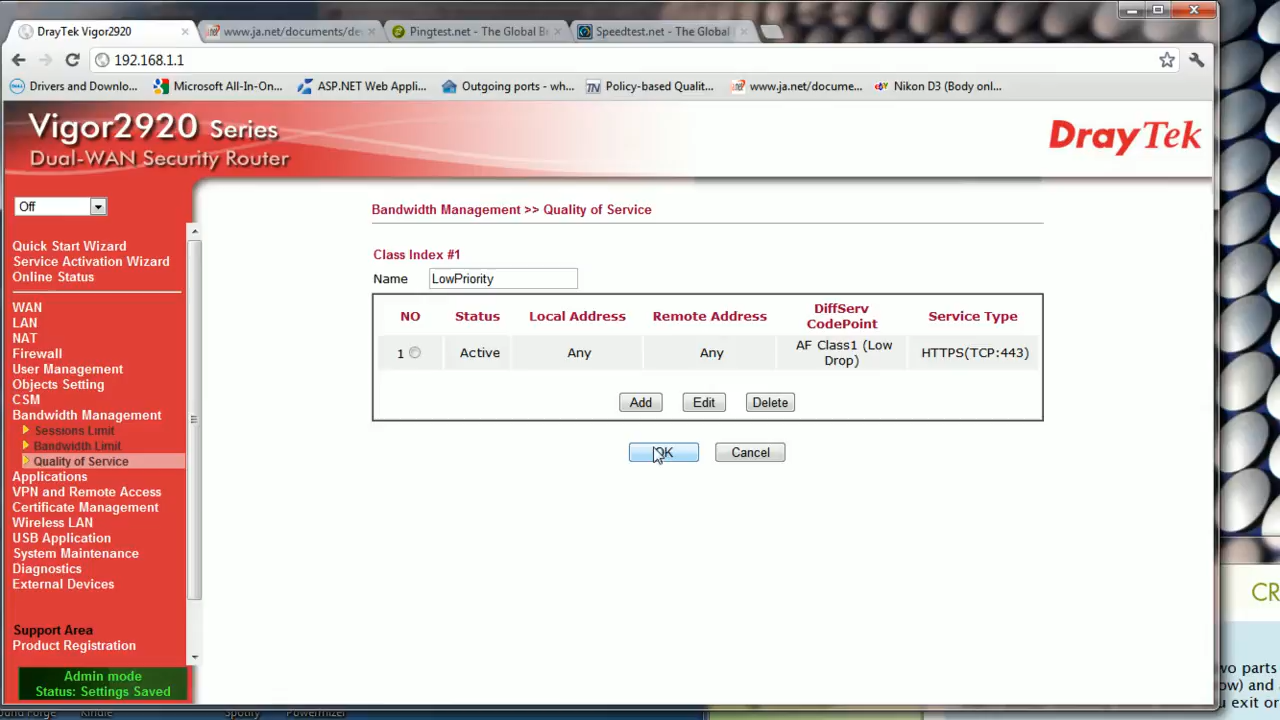 DrayTek Vigor2920
www.ja.net/documents/de
Pingtest.net - The Global B
Speedtest.net - The Global
192.168.1.1
Drivers and Downlo...
Microsoft All-In-On...
ASP.NET Web Appli...
Outgoing ports - wh...
Policy-based Qualit...
www.ja.net/docume...
Nikon D3 (Body onl...
Vigor2920 Series
Dual-WAN Security Router
DrayTek
Off
Quick Start Wizard
Service Activation Wizard
Online Status
WAN
LAN
NAT
Firewall
User Management
Objects Setting
CSM
Bandwidth Management
Sessions Limit
Bandwidth Limit
Quality of Service
Applications
VPN and Remote Access
Certificate Management
Wireless LAN
USB Application
System Maintenance
Diagnostics
External Devices
Support Area
Product Registration
Admin mode
Status: Settings Saved
Bandwidth Management >> Quality of Service
Class Index #1
Name LowPriority
NO Status Local Address Remote Address DiffServ CodePoint Service Type
1 Active Any Any AF Class1 (Low Drop) HTTPS(TCP:443)
Add Edit Delete
OK Cancel
CR
wo parts
ow) and
u exit or
Kindle
Spotify
Powermizer